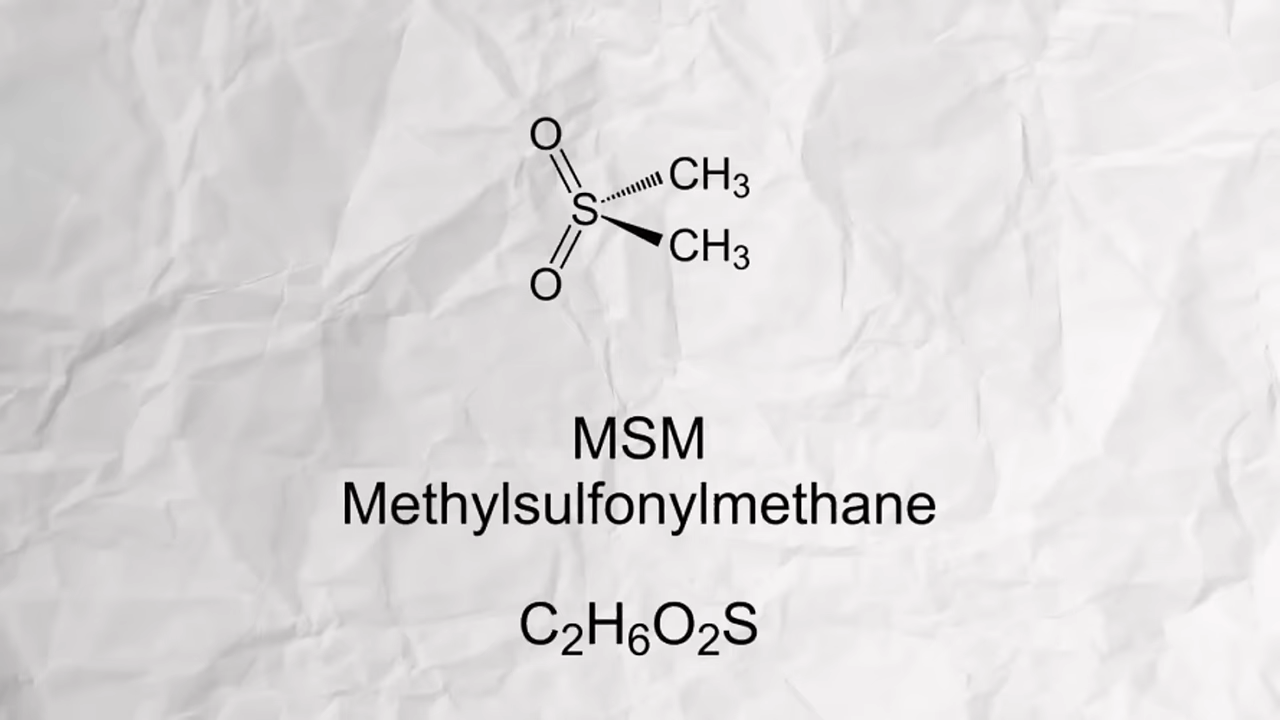 O
S
CH₃
CH₃
O
MSM
Methylsulfonylmethane
C₂H₆O₂S